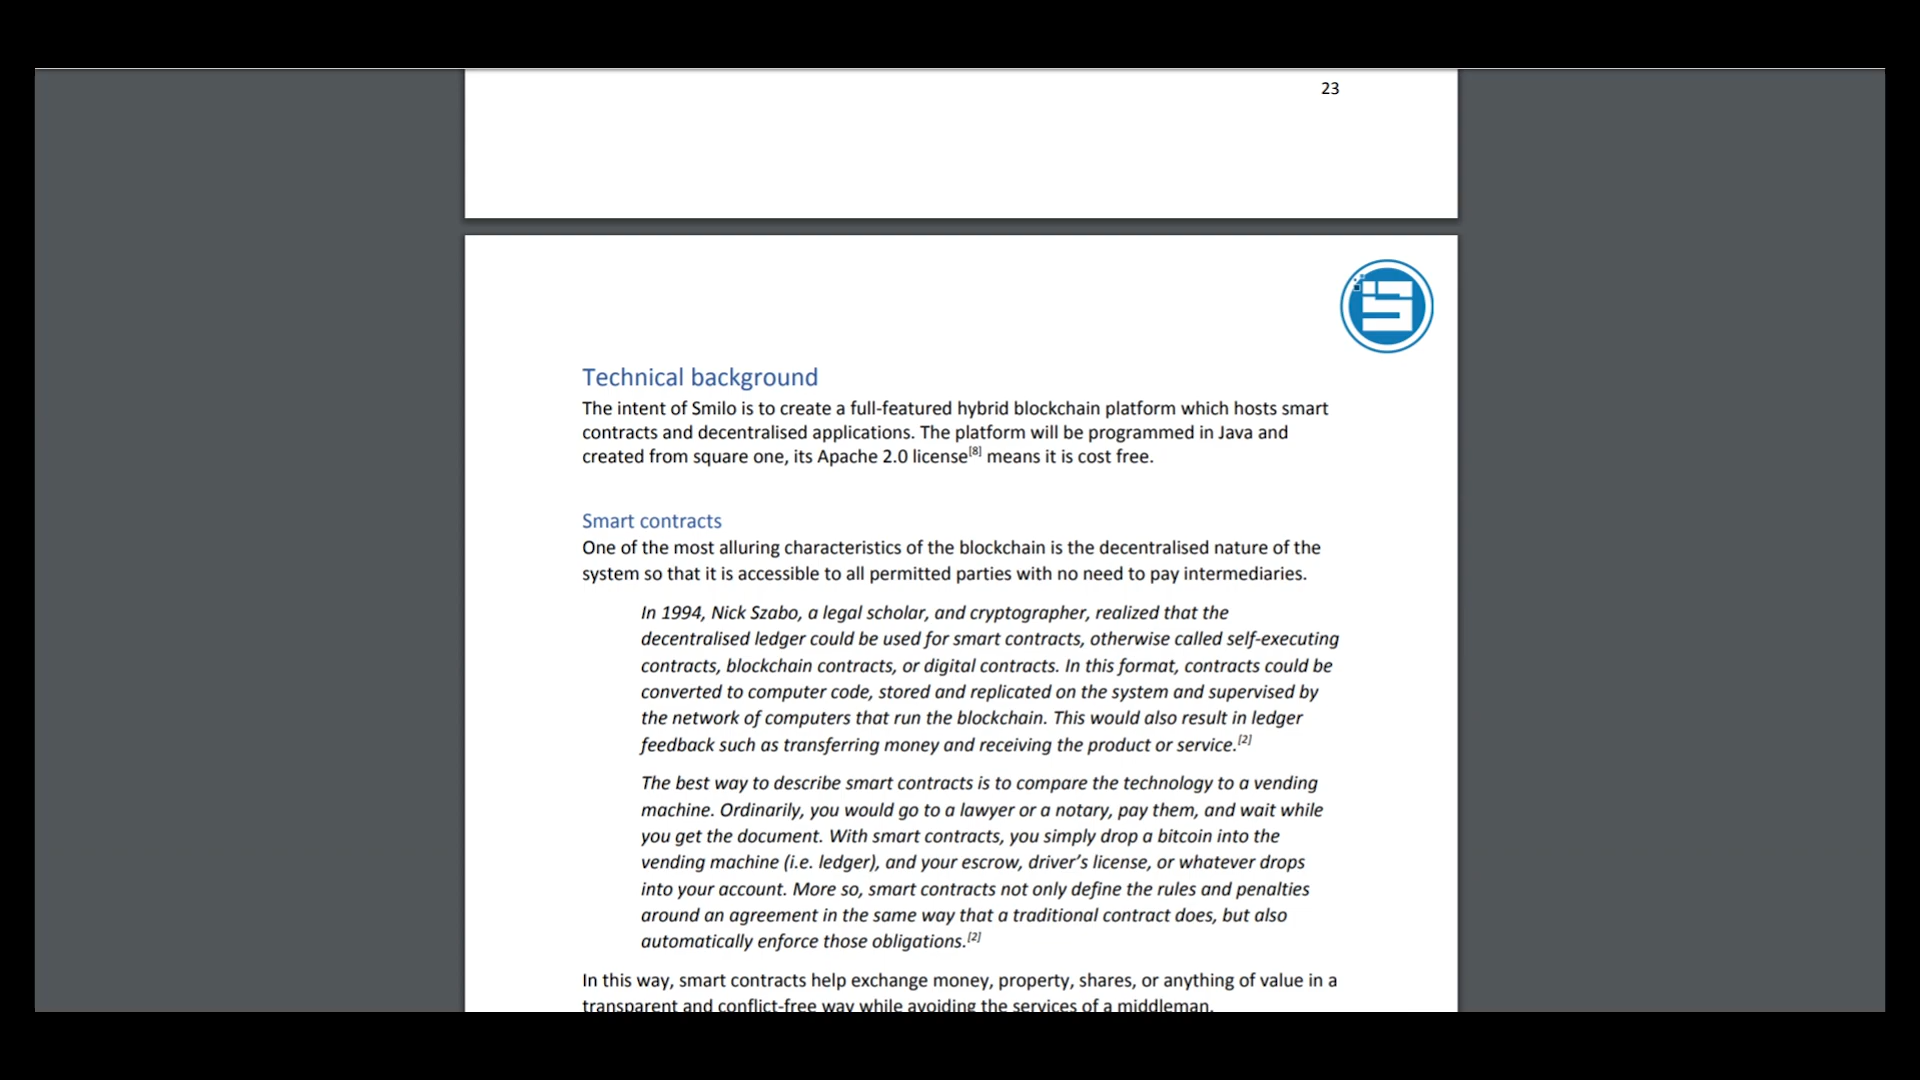 23
Technical background
The intent of Smilo is to create a full-featured hybrid blockchain platform which hosts smart
contracts and decentralised applications. The platform will be programmed in Java and
created from square one, its Apache 2.0 license[8] means it is cost free.
Smart contracts
One of the most alluring characteristics of the blockchain is the decentralised nature of the
system so that it is accessible to all permitted parties with no need to pay intermediaries.
In 1994, Nick Szabo, a legal scholar, and cryptographer, realized that the
decentralised ledger could be used for smart contracts, otherwise called self-executing
contracts, blockchain contracts, or digital contracts. In this format, contracts could be
converted to computer code, stored and replicated on the system and supervised by
the network of computers that run the blockchain. This would also result in ledger
feedback such as transferring money and receiving the product or service.[2]
The best way to describe smart contracts is to compare the technology to a vending
machine. Ordinarily, you would go to a lawyer or a notary, pay them, and wait while
you get the document. With smart contracts, you simply drop a bitcoin into the
vending machine (i.e. ledger), and your escrow, driver’s license, or whatever drops
into your account. More so, smart contracts not only define the rules and penalties
around an agreement in the same way that a traditional contract does, but also
automatically enforce those obligations.[2]
In this way, smart contracts help exchange money, property, shares, or anything of value in a
transparent and conflict-free way while avoiding the services of a middleman.